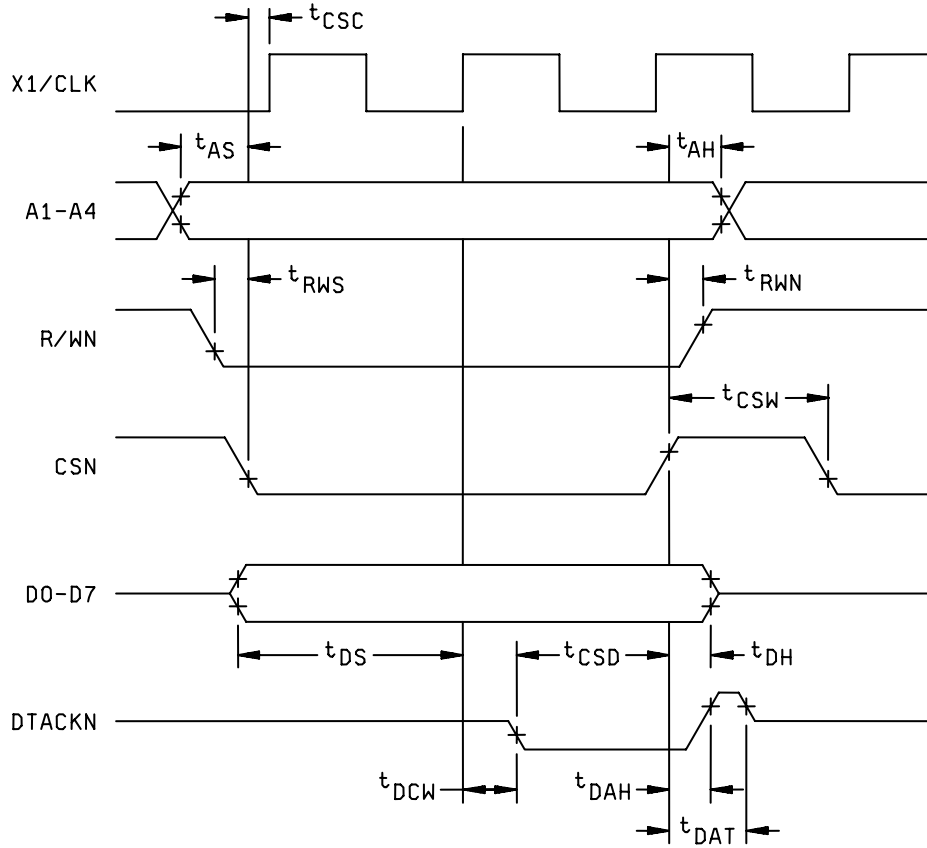 tCSC
X1/CLK
tAS
tAH
A1-A4
tRWS
tRWN
R/WN
tCSW
CSN
D0-D7
tDS
tCSD
tDH
DTACKN
tDCW
tDAH
tDAT